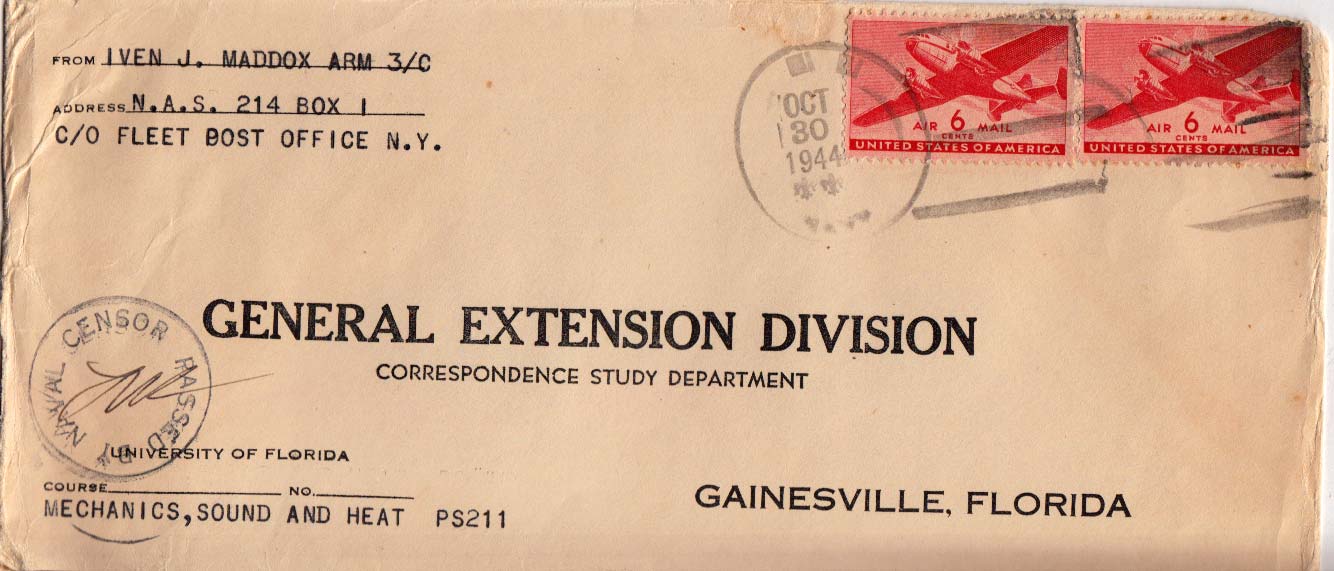 FROM IVEN J. MADDOX ARM 3/C
ADDRESS N.A.S. 214 BOX 1
C/O FLEET BOST OFFICE N.Y.
OCT
30
1944
AIR 6 MAIL
CENTS
UNITED STATES OF AMERICA
AIR 6 MAIL
CENTS
UNITED STATES OF AMERICA
GENERAL EXTENSION DIVISION
CORRESPONDENCE STUDY DEPARTMENT
PASSED BY NAVAL CENSOR
UNIVERSITY OF FLORIDA
COURSE NO.
MECHANICS, SOUND AND HEAT PS211
GAINESVILLE, FLORIDA